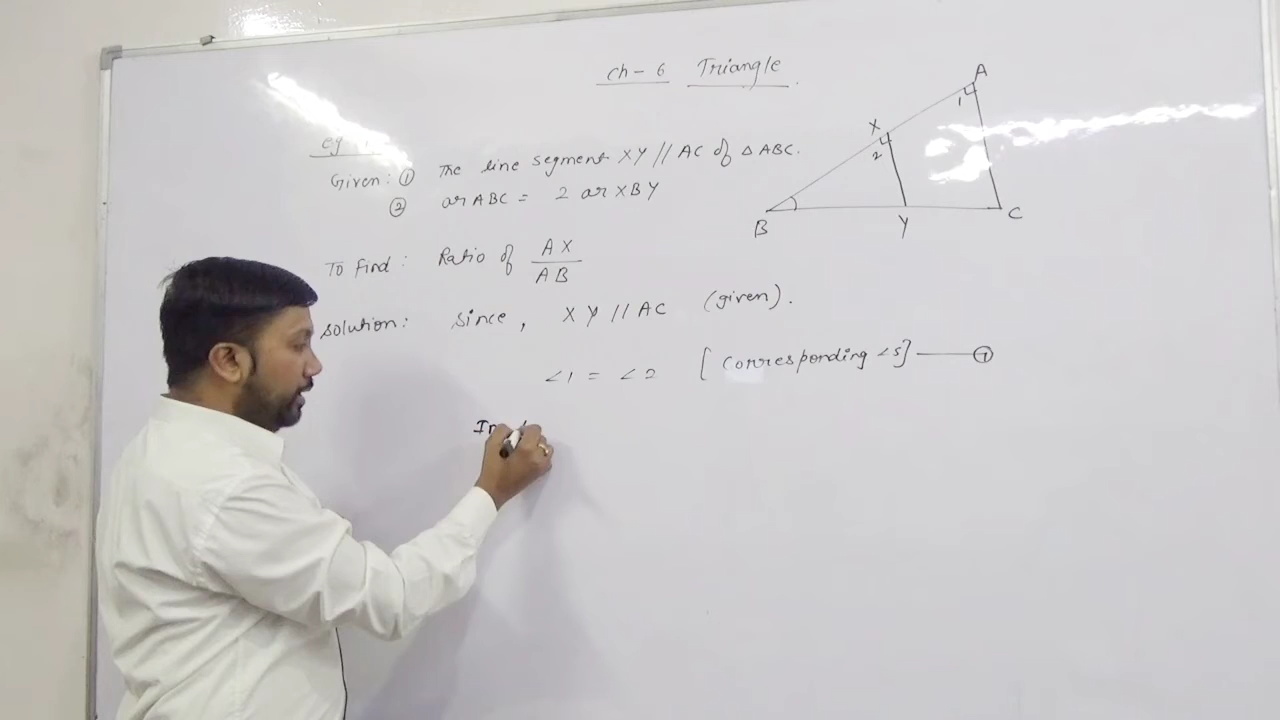 Ch-6 Triangle.
eg
Given: ① The line segment XY // AC of △ABC.
② ar ABC = 2 ar XBY
To find: Ratio of AX
AB
Solution: Since, XY // AC (given).
∠1 = ∠2 [Corresponding ∠s] ——— ①
In
A
1
X
2
B
Y
C